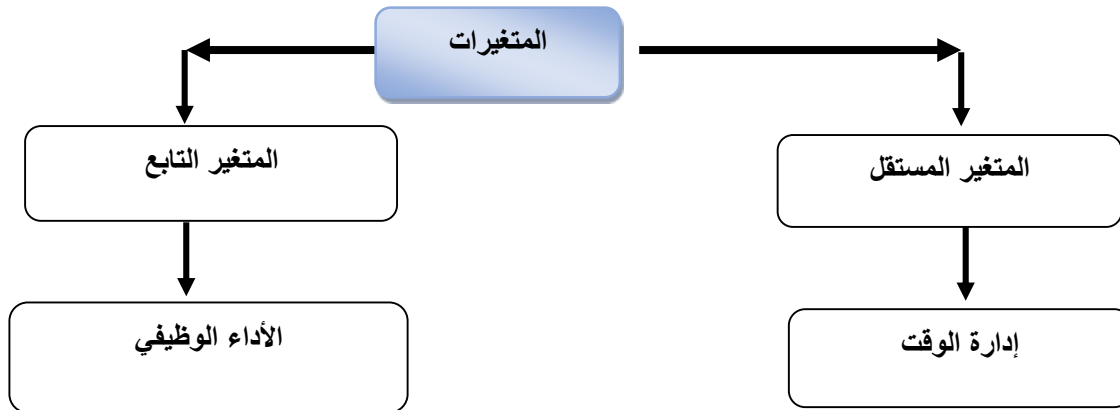 المتغيرات
المتغير المستقل
المتغير التابع
إدارة الوقت
الأداء الوظيفي